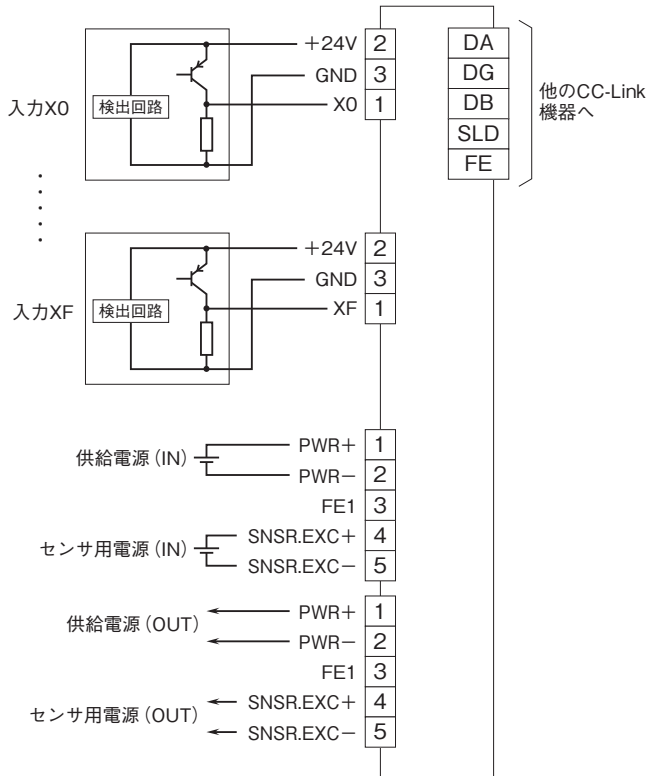 入力X0
検出回路
+24V 2
GND 3
X0 1
DA
DG
DB
SLD
FE
他のCC-Link
機器へ
入力XF
検出回路
+24V 2
GND 3
XF 1
供給電源(IN)
PWR+ 1
PWR− 2
FE1 3
センサ用電源(IN)
SNSR.EXC+ 4
SNSR.EXC− 5
供給電源(OUT)
PWR+ 1
PWR− 2
FE1 3
センサ用電源(OUT)
SNSR.EXC+ 4
SNSR.EXC− 5